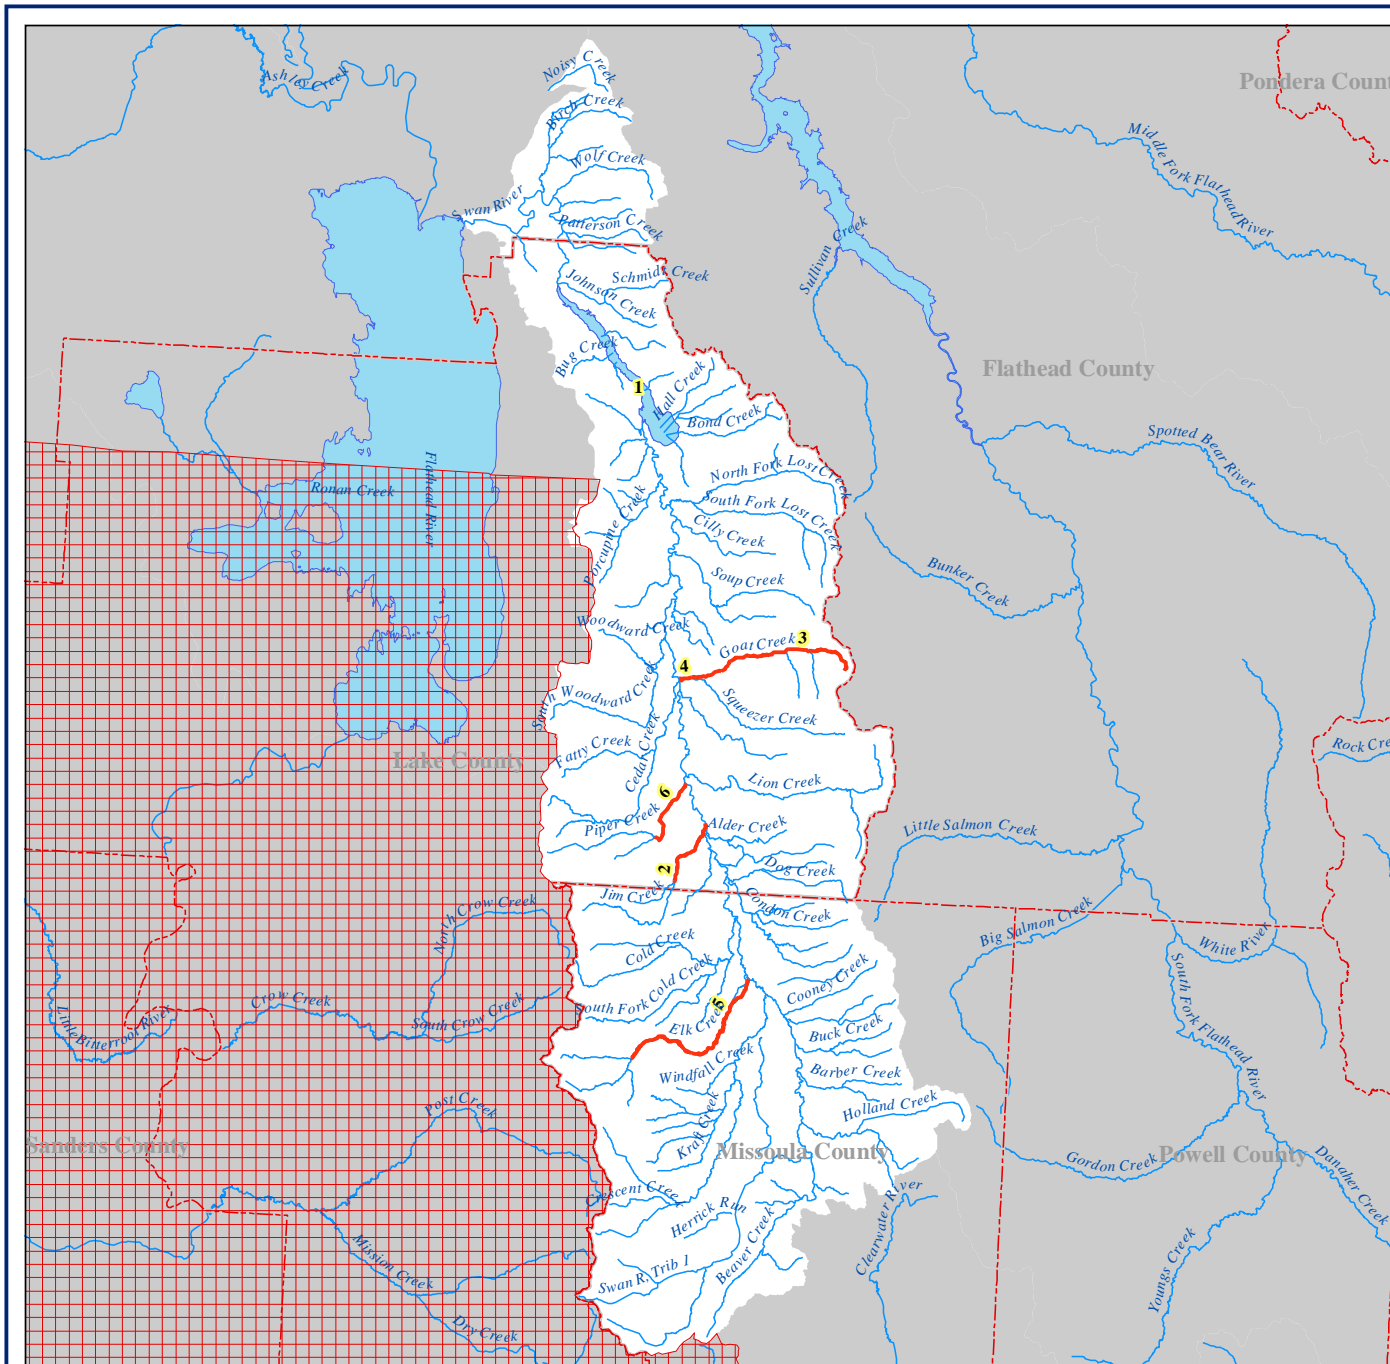 Noisy Creek
Ashley Creek
Pondera Coun
Birch Creek
Middle Fork Flathead River
Wolf Creek
Swan River
Patterson Creek
Sullivan Creek
Schmidt Creek
Johnson Creek
Bug Creek
Flathead County
1
Hall Creek
Bond Creek
Spotted Bear River
North Fork Lost Creek
Flathead River
Ronan Creek
South Fork Lost Creek
Porcupine Creek
Cilly Creek
Soup Creek
Bunker Creek
Woodward Creek
Goat Creek
3
4
South Woodward Creek
Squeezer Creek
Fatty Creek
Cedar Creek
Rock Cre
Lake County
Lion Creek
6
Piper Creek
Alder Creek
Little Salmon Creek
2
Dog Creek
Jim Creek
Condon Creek
North Crow Creek
Big Salmon Creek
White River
Cold Creek
South Fork Cold Creek
Cooney Creek
Crow Creek
South Crow Creek
Little Bitterroot River
5
Elk Creek
Buck Creek
South Fork Flathead River
Windfall Creek
Barber Creek
Post Creek
Holland Creek
Kraft Creek
Sanders County
Missoula County
Gordon Creek
Powell County
Danaher Creek
Crescent Creek
Clearwater River
Herrick Run
Beaver Creek
Mission Creek
Swan R, Trib 1
Youngs Creek
Dry Creek